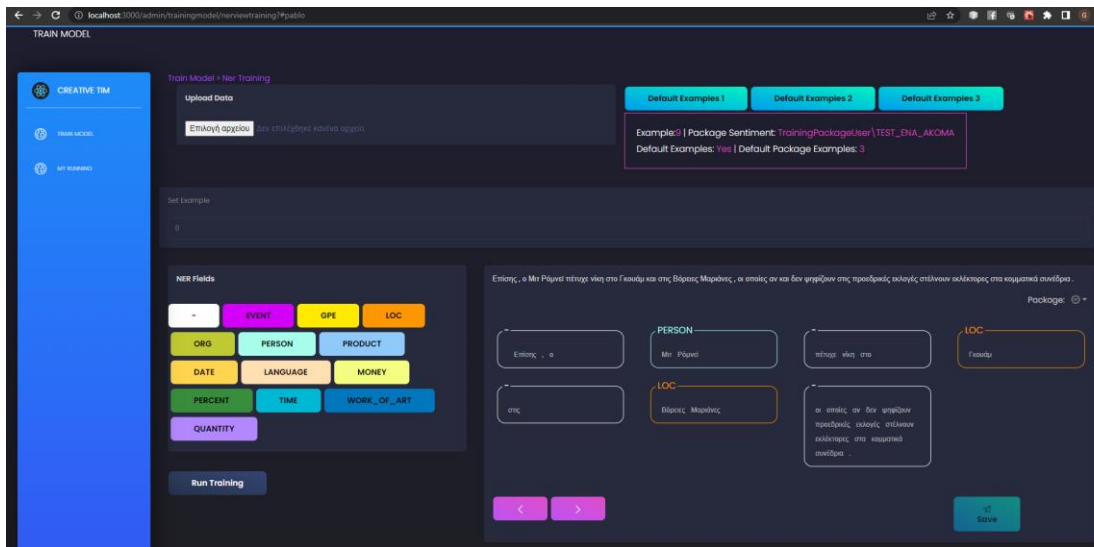 localhost:3000/admin/trainingmodel/nerviewtraining?#pablo
TRAIN MODEL
CREATIVE TIM
TRAIN MODEL
MY RUNNING
Train Model > Ner Training
Upload Data
Επιλογή αρχείου Δεν επιλέχθηκε κανένα αρχείο.
Default Examples 1
Default Examples 2
Default Examples 3
Example:9 | Package Sentiment: TrainingPackageUser\TEST_ENA_AKOMA
Default Examples: Yes | Default Package Examples: 3
Set Example
0
NER Fields
-
EVENT
GPE
LOC
ORG
PERSON
PRODUCT
DATE
LANGUAGE
MONEY
PERCENT
TIME
WORK_OF_ART
QUANTITY
Run Training
Επίσης , ο Μιτ Ρόμνεϊ πέτυχε νίκη στο Γκουάμ και στις Βόρειες Μαριάνες , οι οποίες αν και δεν ψηφίζουν στις προεδρικές εκλογές στέλνουν εκλέκτορες στα κομματικά συνέδρια .
Package:
-
Επίσης , ο
PERSON
Μιτ Ρόμνεϊ
-
πέτυχε νίκη στο
LOC
Γκουάμ
-
στις
LOC
Βόρειες Μαριάνες
-
οι οποίες αν δεν ψηφίζουν
προεδρικές εκλογές στέλνουν
εκλέκτορες στα κομματικά
συνέδρια .
<
>
Save